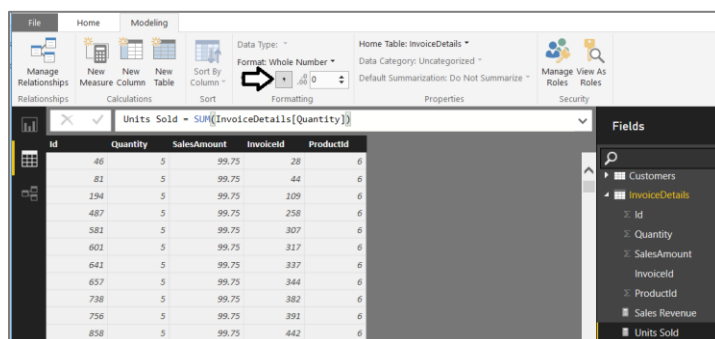 File Home Modeling
Data Type:
Format: Whole Number
0
Home Table: InvoiceDetails
Data Category: Uncategorized
Default Summarization: Do Not Summarize
Manage Relationships
New Measure
New Column
New Table
Sort By Column
Manage Roles
View As Roles
Relationships Calculations Sort Formatting Properties Security
Units Sold = SUM(InvoiceDetails[Quantity])
Id Quantity SalesAmount InvoiceId ProductId
46 5 99.75 28 6
81 5 99.75 44 6
194 5 99.75 109 6
487 5 99.75 258 6
581 5 99.75 307 6
601 5 99.75 317 6
641 5 99.75 337 6
657 5 99.75 344 6
738 5 99.75 382 6
756 5 99.75 391 6
858 5 99.75 442 6
Fields
Customers
InvoiceDetails
Σ Id
Σ Quantity
Σ SalesAmount
InvoiceId
Σ ProductId
Sales Revenue
Units Sold